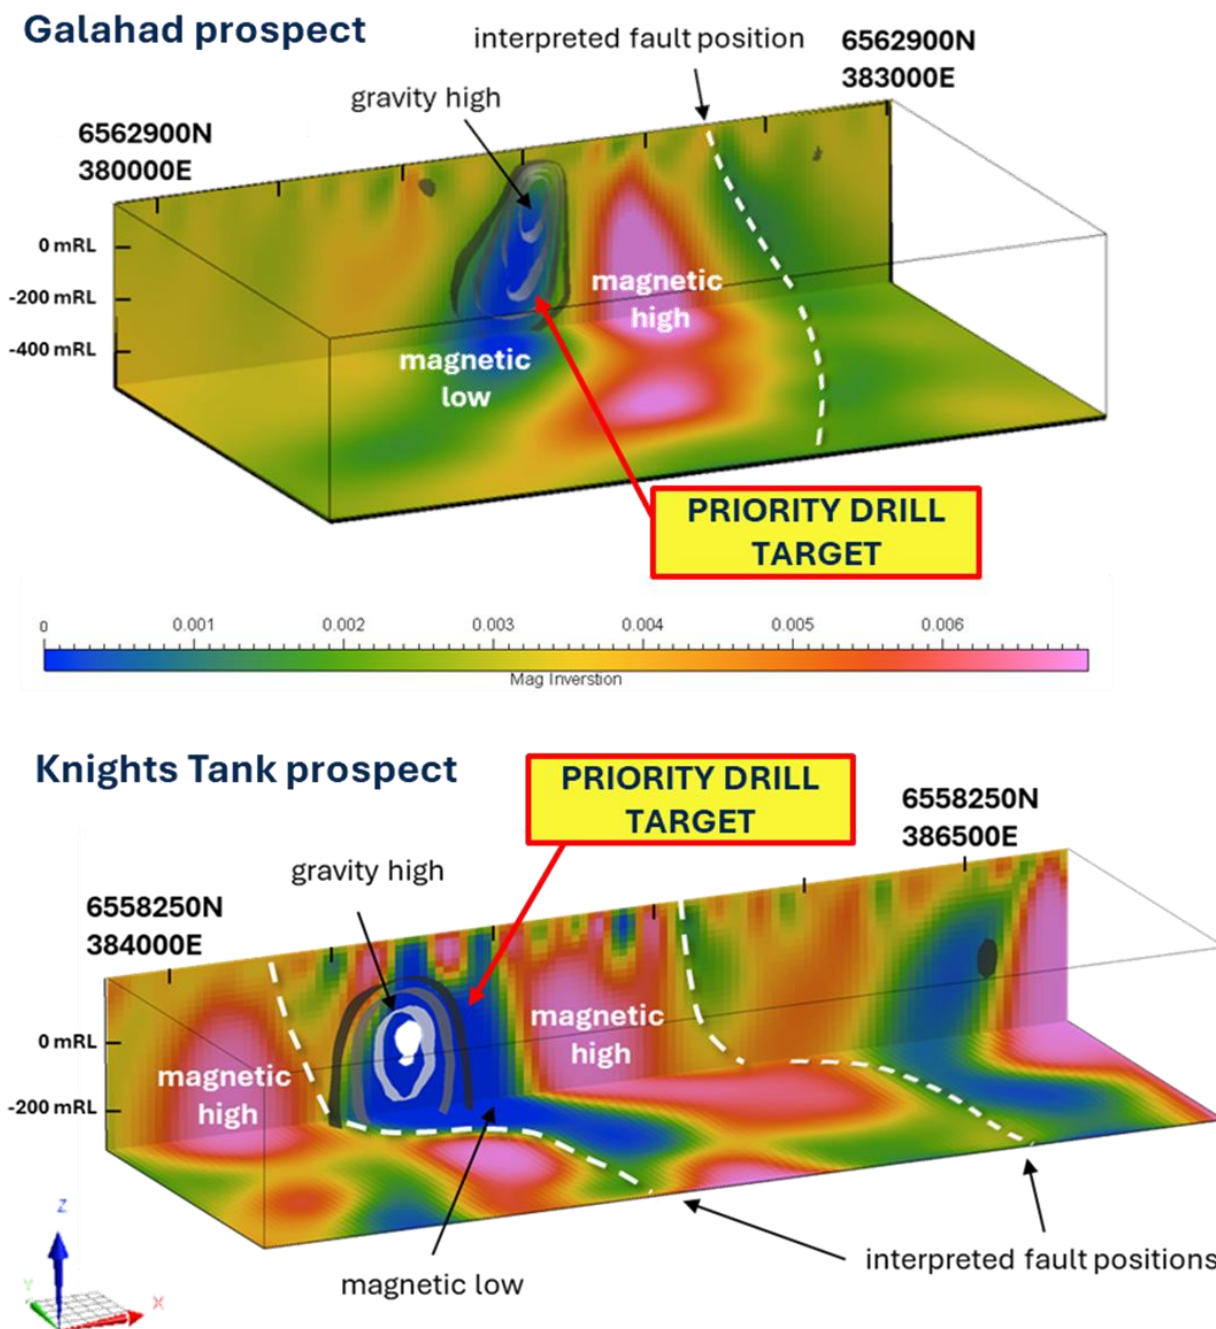 Galahad prospect
interpreted fault position
6562900N
383000E
gravity high
6562900N
380000E
0 mRL
-200 mRL
-400 mRL
magnetic
high
magnetic
low
PRIORITY DRILL
TARGET
0 0.001 0.002 0.003 0.004 0.005 0.006
Mag Inverstion
Knights Tank prospect
PRIORITY DRILL
TARGET
6558250N
386500E
gravity high
6558250N
384000E
0 mRL
-200 mRL
magnetic
high
magnetic
high
magnetic low
interpreted fault positions
Z
Y
X